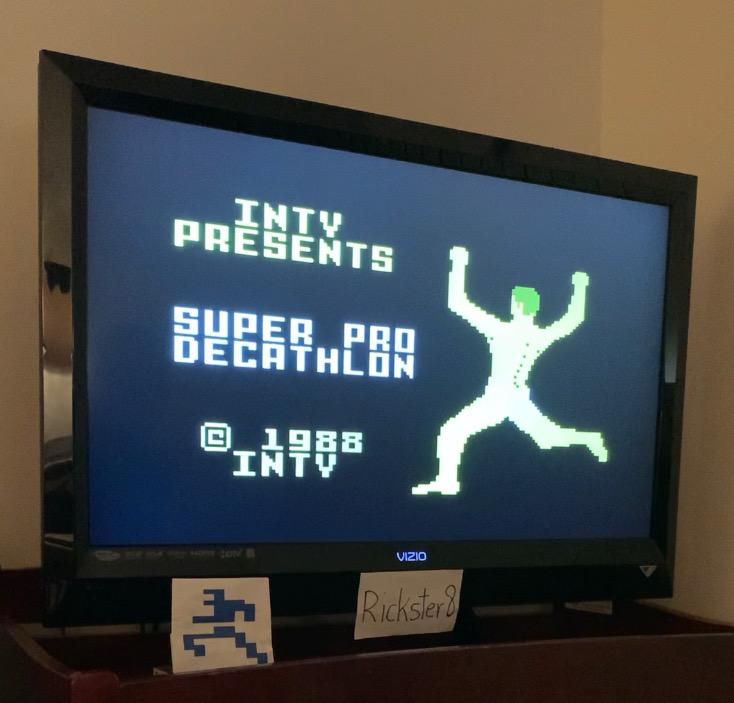 INTV
PRESENTS
SUPER PRO
DECATHLON
© 1988
INTV
VIZIO
Rickster8